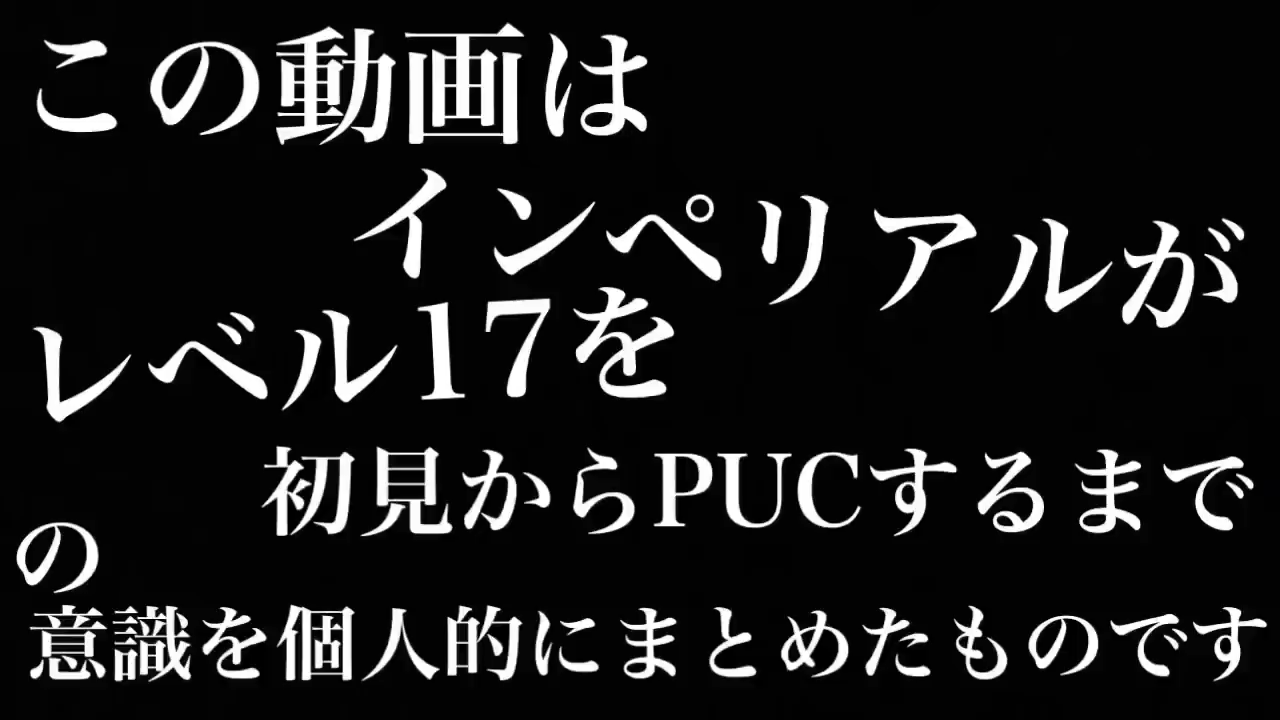 この動画は
インペリアルが
レベル17を
初見からPUCするまで
の
意識を個人的にまとめたものです